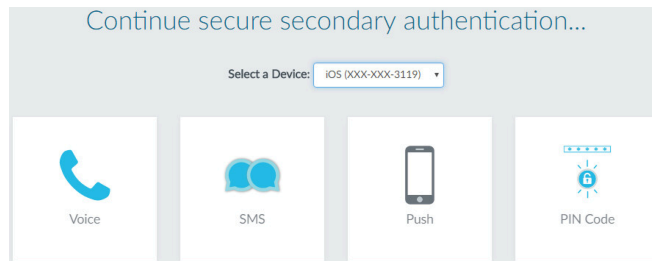 Continue secure secondary authentication...
Select a Device: iOS (XXX-XXX-3119)
Voice SMS Push PIN Code